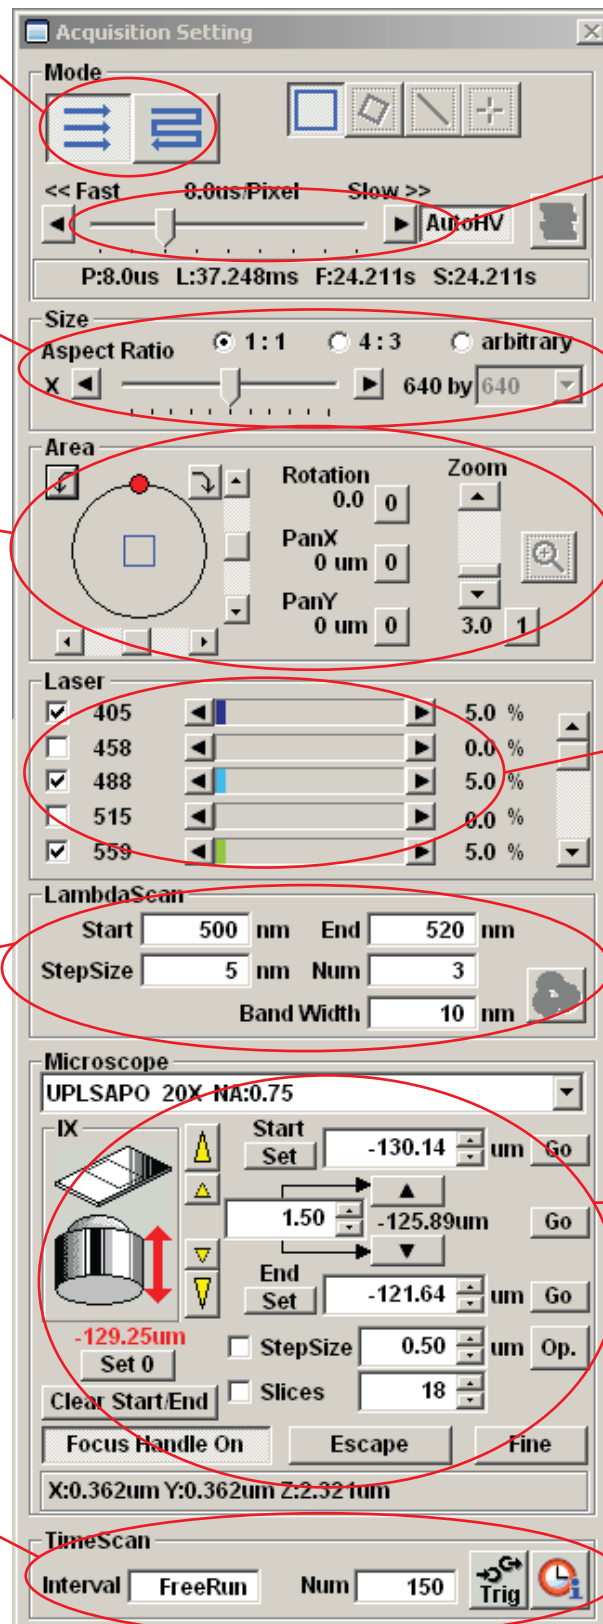 Acquisition Setting
Mode
<< Fast 8.0us/Pixel Slow >>
AutoHV
P:8.0us L:37.248ms F:24.211s S:24.211s
Size
Aspect Ratio 1 : 1 4 : 3 arbitrary
X 640 by 640
Area
Rotation Zoom
0.0 0
PanX
0 um 0
PanY
0 um 0 3.0 1
Laser
405 5.0 %
458 0.0 %
488 5.0 %
515 0.0 %
559 5.0 %
LambdaScan
Start 500 nm End 520 nm
StepSize 5 nm Num 3
Band Width 10 nm
Microscope
UPLSAPO 20X NA:0.75
IX Start
Set -130.14 um Go
1.50 -125.89um Go
End
Set -121.64 um Go
-129.25um
StepSize 0.50 um Op.
Set 0
Clear Start/End Slices 18
Focus Handle On Escape Fine
X:0.362um Y:0.362um Z:2.321um
TimeScan
Interval FreeRun Num 150 Trig